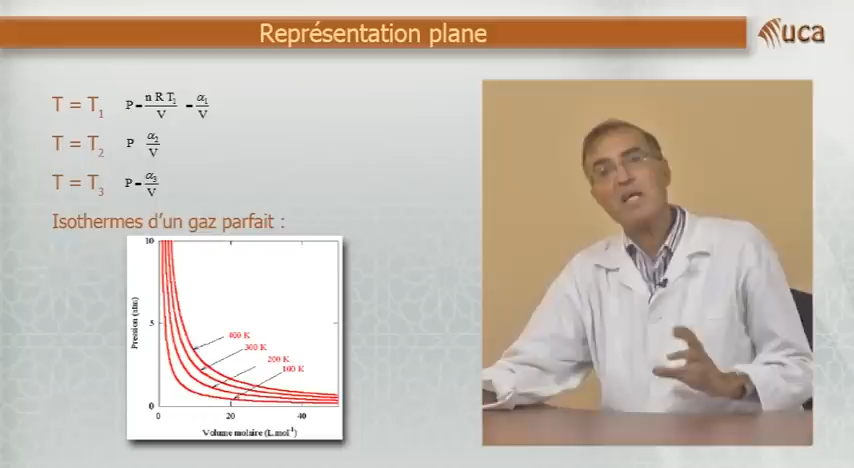 Représentation plane
uca
T = T1 P = n R T1 / V = α1 / V
T = T2 P α2 / V
T = T3 P = α3 / V
Isothermes d'un gaz parfait :
10
5
0
Pression (atm)
400 K
300 K
200 K
100 K
0 20 40
Volume molaire (L.mol-1)